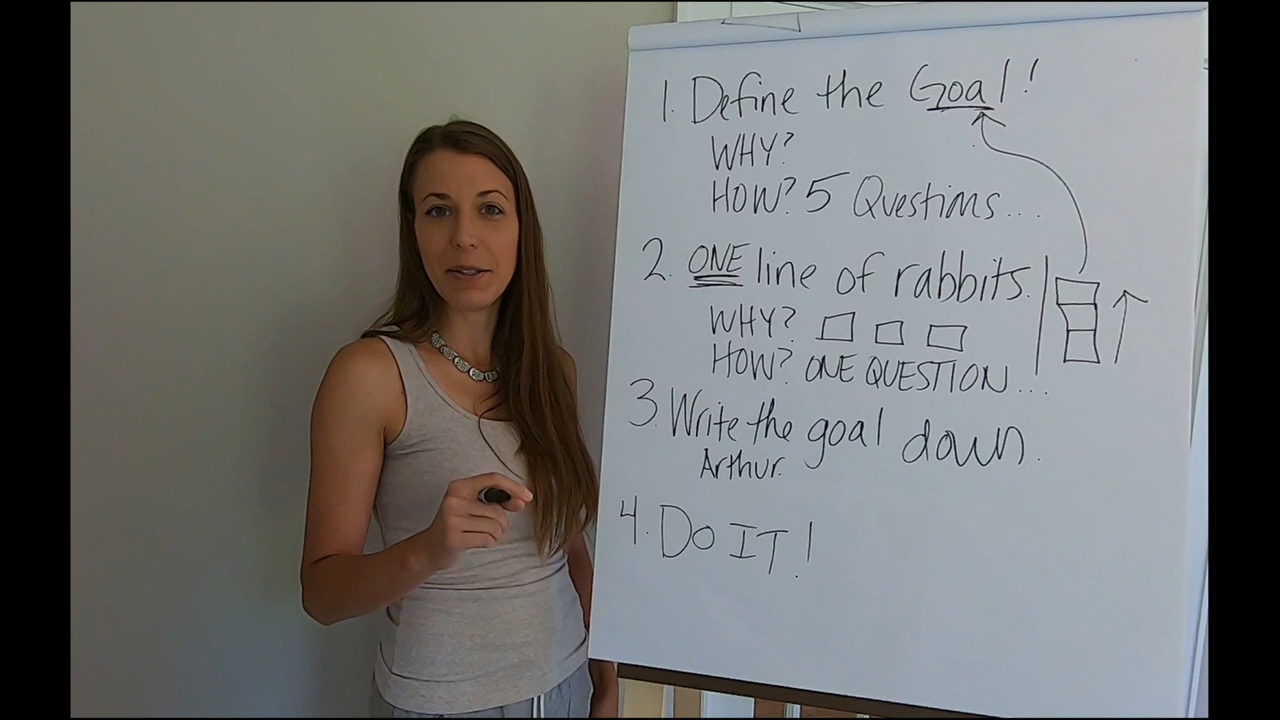 1. Define the Goal!
WHY?
HOW? 5 Questions...
2. ONE line of rabbits.
WHY?
HOW? ONE QUESTION...
3. Write the goal down.
Arthur.
4. Do IT!